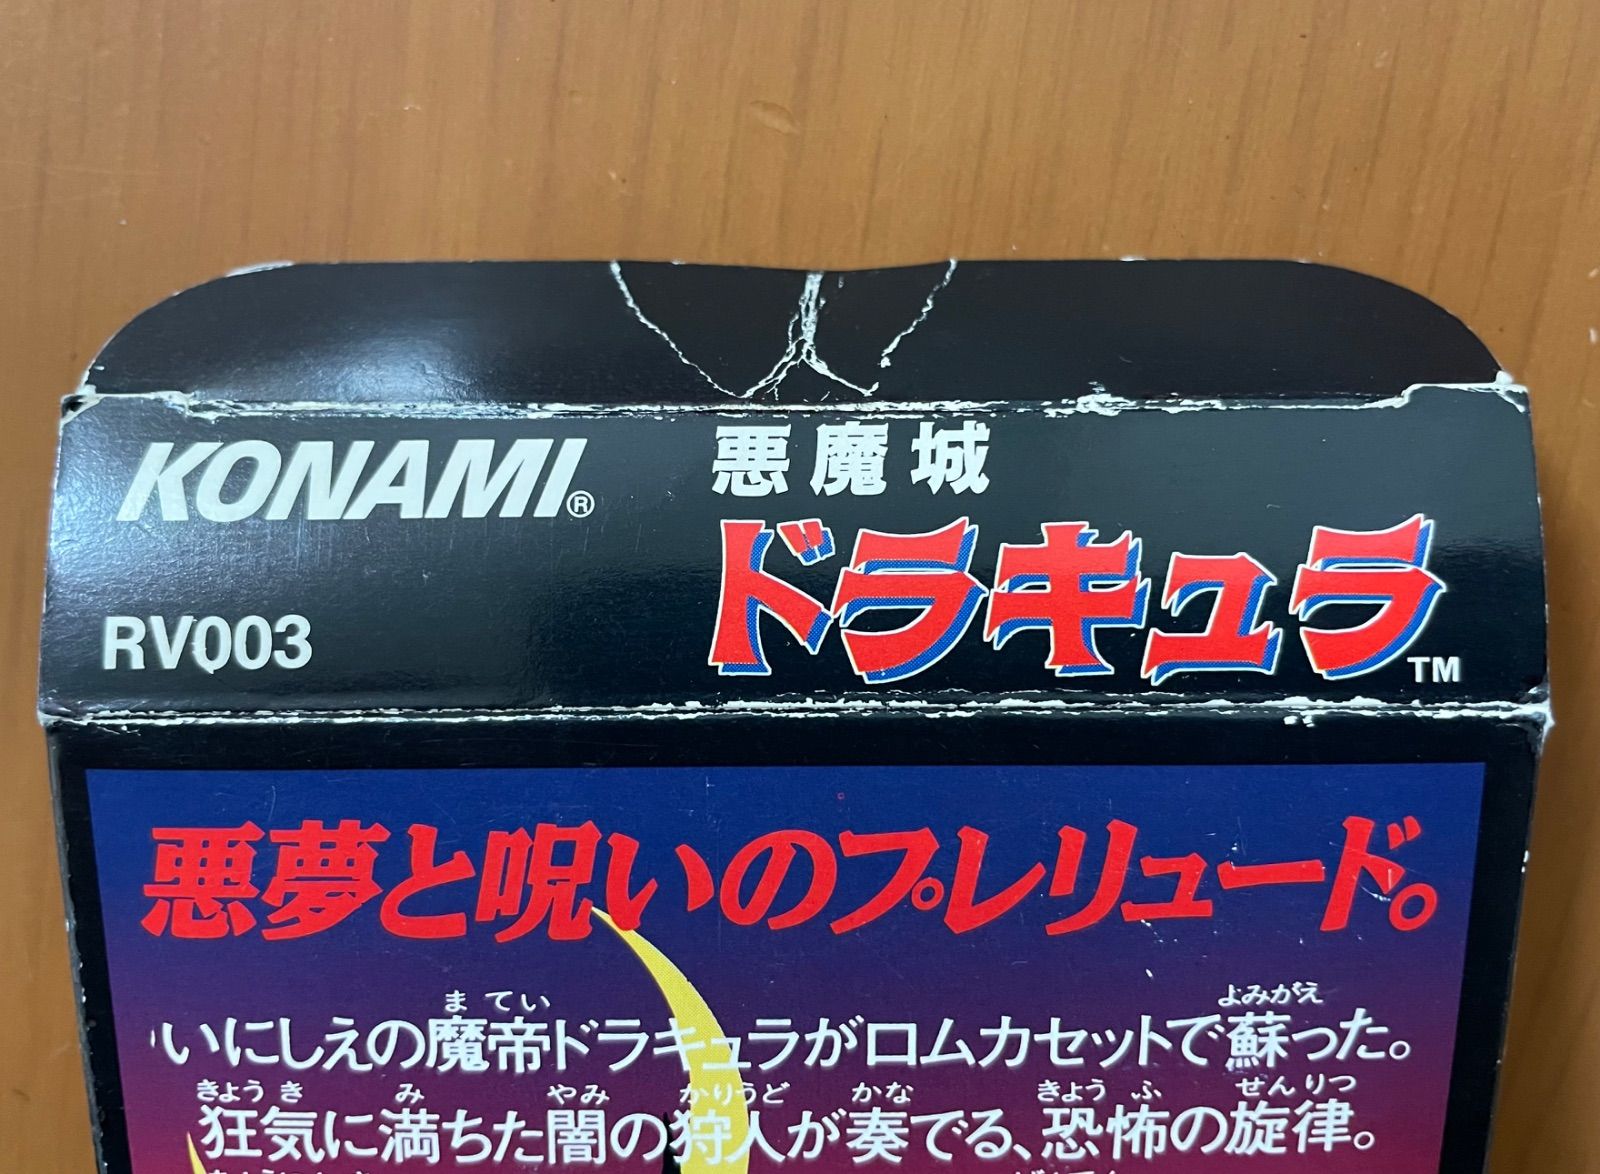 KONAMI®
悪魔城
ドラキュラ™
RV003
悪夢と呪いのプレリュード。
まてい よみがえ
いにしえの魔帝ドラキュラがロムカセットで蘇った。
きょうき み やみ かりうど かな きょうふ せんりつ
狂気に満ちた闇の狩人が奏でる、恐怖の旋律。